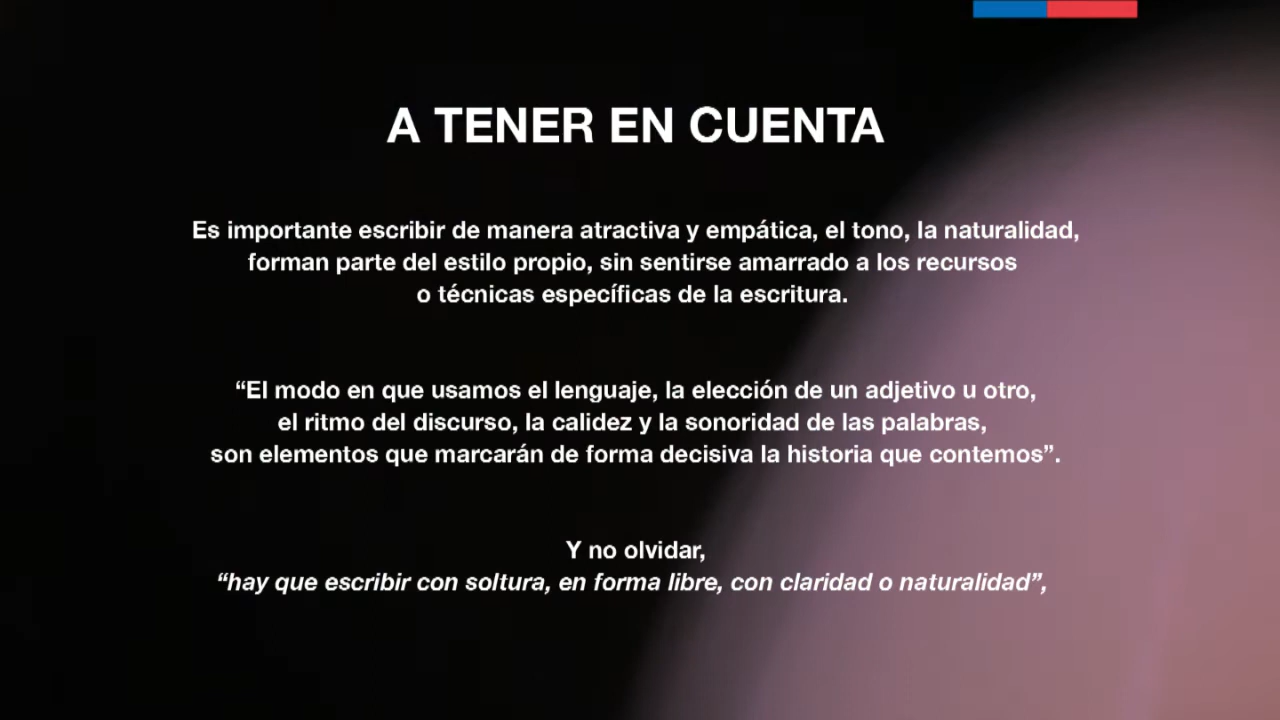 A TENER EN CUENTA
Es importante escribir de manera atractiva y empática, el tono, la naturalidad,
forman parte del estilo propio, sin sentirse amarrado a los recursos
o técnicas específicas de la escritura.
“El modo en que usamos el lenguaje, la elección de un adjetivo u otro,
el ritmo del discurso, la calidez y la sonoridad de las palabras,
son elementos que marcarán de forma decisiva la historia que contemos”.
Y no olvidar,
“hay que escribir con soltura, en forma libre, con claridad o naturalidad”,